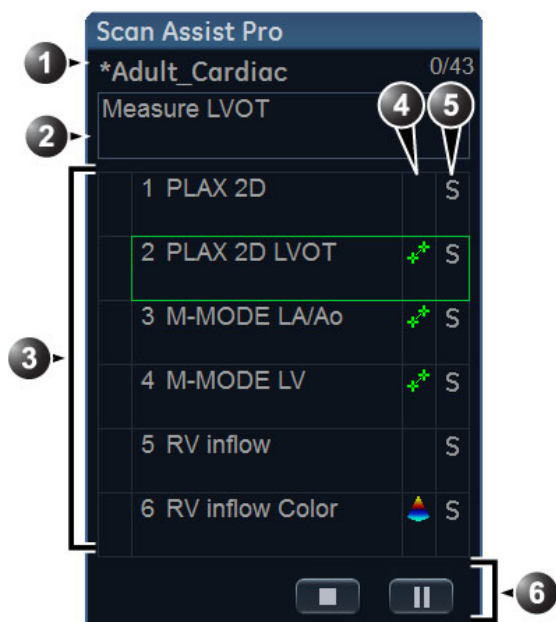 Scan Assist Pro
1 *Adult_Cardiac 0/43
2 Measure LVOT 4 5
3
1 PLAX 2D S
2 PLAX 2D LVOT S
3 M-MODE LA/Ao S
4 M-MODE LV S
5 RV inflow S
6 RV inflow Color S
6